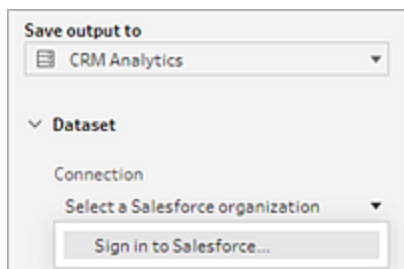 Save output to
CRM Analytics
Dataset
Connection
Select a Salesforce organization
Sign in to Salesforce...